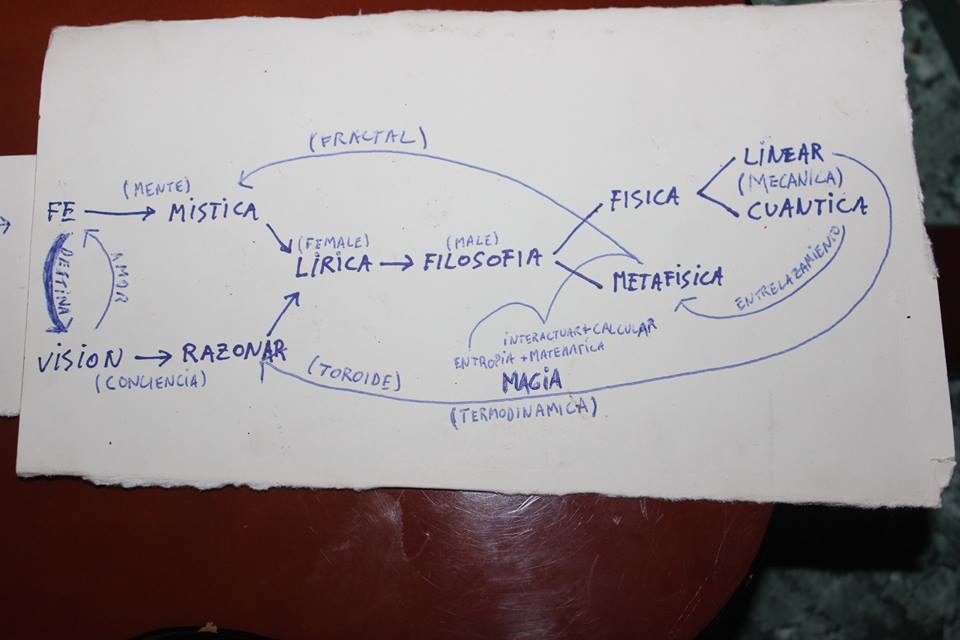 (FRACTAL)
LINEAR
(MECANICA)
CUANTICA
FISICA
(MENTE)
FE
MISTICA
(FEMALE)
LIRICA
(MALE)
FILOSOFIA
METAFISICA
ENTRELAZAMIENTO
AMOR
VISION
RAZONAR
(CONCIENCIA)
(TOROIDE)
INTERACTUAR+CALCULAR
ENTROPIA+MATEMATICA
MAGIA
(TERMODINAMICA)